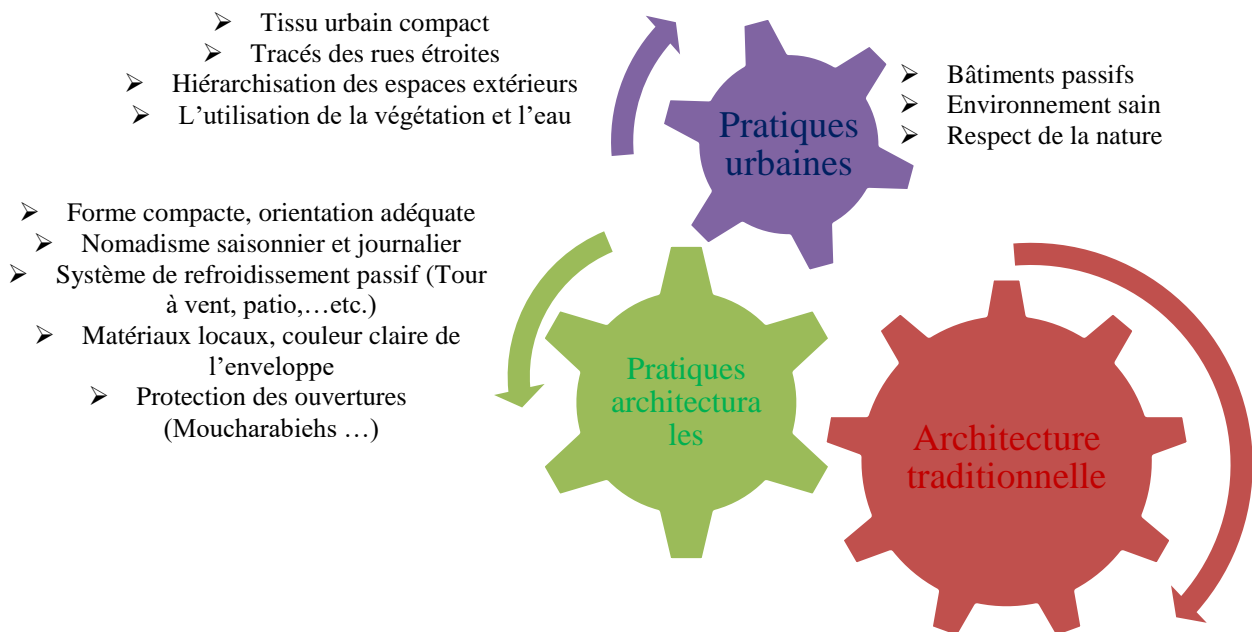 ➢ Tissu urbain compact
➢ Tracés des rues étroites
➢ Hiérarchisation des espaces extérieurs
➢ L’utilisation de la végétation et l’eau
Pratiques
urbaines
➢ Bâtiments passifs
➢ Environnement sain
➢ Respect de la nature
➢ Forme compacte, orientation adéquate
➢ Nomadisme saisonnier et journalier
➢ Système de refroidissement passif (Tour
à vent, patio,…etc.)
➢ Matériaux locaux, couleur claire de
l’enveloppe
➢ Protection des ouvertures
(Moucharabiehs …)
Pratiques
architectura
les
Architecture
traditionnelle